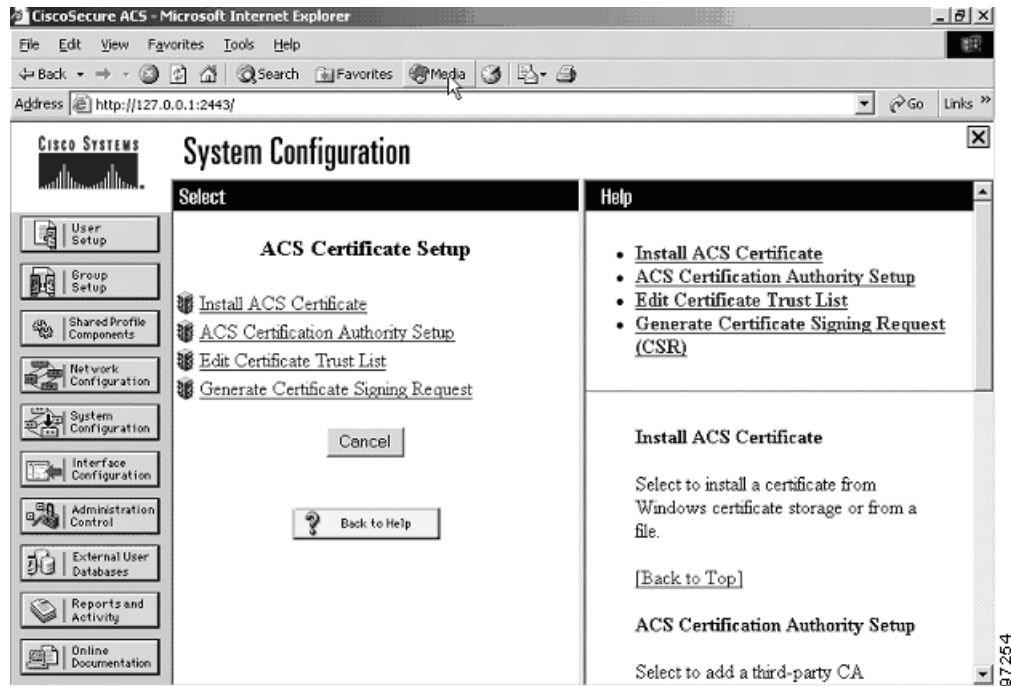 CiscoSecure ACS - Microsoft Internet Explorer
File Edit View Favorites Tools Help
Back Search Favorites Media
Address http://127.0.0.1:2443/ Go Links »
CISCO SYSTEMS
System Configuration
User
Setup
Group
Setup
Shared Profile
Components
Network
Configuration
System
Configuration
Interface
Configuration
Administration
Control
External User
Databases
Reports and
Activity
Online
Documentation
Select
ACS Certificate Setup
Install ACS Certificate
ACS Certification Authority Setup
Edit Certificate Trust List
Generate Certificate Signing Request
Cancel
? Back to Help
Help
• Install ACS Certificate
• ACS Certification Authority Setup
• Edit Certificate Trust List
• Generate Certificate Signing Request
(CSR)
Install ACS Certificate
Select to install a certificate from
Windows certificate storage or from a
file.
[Back to Top]
ACS Certification Authority Setup
Select to add a third-party CA
97254